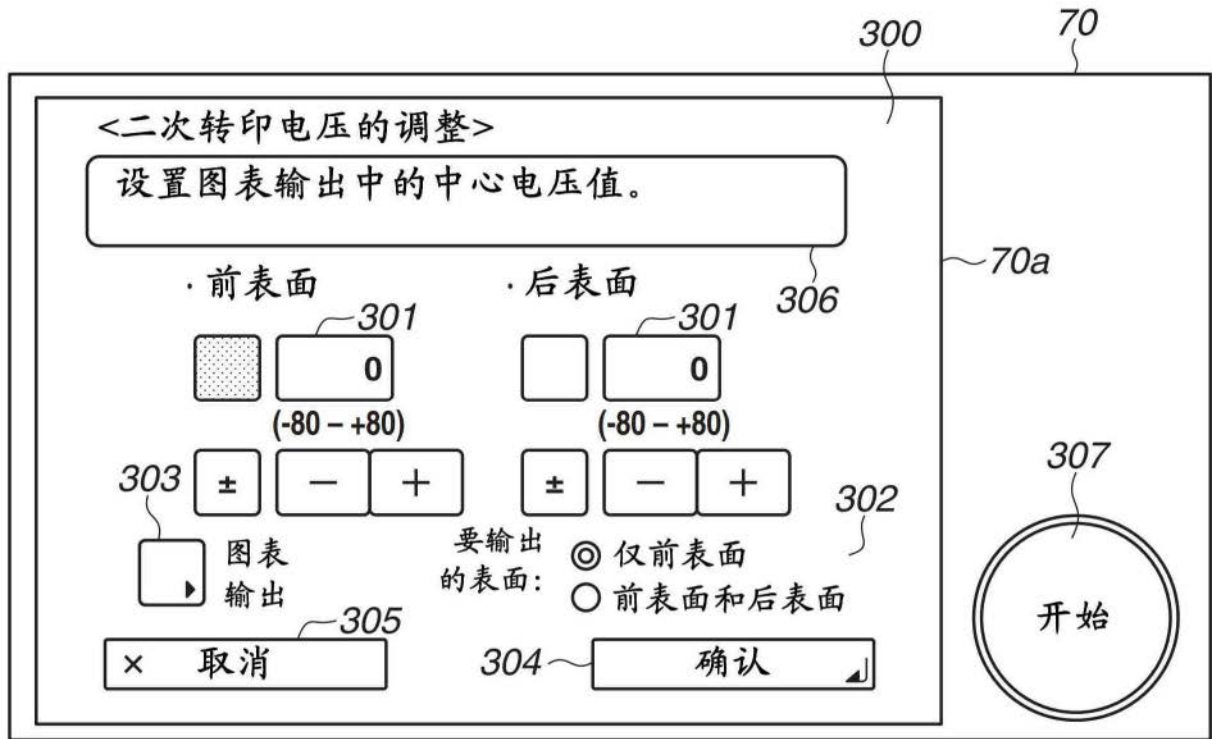 70
300
<二次转印电压的调整>
设置图表输出中的中心电压值。
70a
306
·前表面
·后表面
301
301
0
0
(-80 – +80)
(-80 – +80)
303
± − +
± − +
307
302
图表
输出
要输出
的表面:
◎ 仅前表面
○ 前表面和后表面
开始
305
× 取消
304
确认